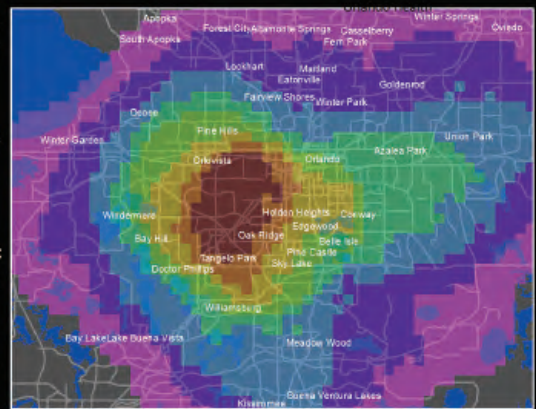 Orlando Health
Apopka
Winter Springs
Forest City Altamonte Springs
Casselberry
Oviedo
South Apopka
Fern Park
Lockhart
Maitland
Eatonville
Goldenrod
Fairview Shores
Winter Park
Ocoee
Pine Hills
Union Park
Winter Garden
Azalea Park
Orlovista
Orlando
Windermere
Holden Heights
Conway
Edgewood
Bay Hill
Oak Ridge
Belle Isle
Tangelo Park
Pine Castle
Sky Lake
Doctor Phillips
Williamsburg
Bay Lake Lake Buena Vista
Meadow Wood
Buena Ventura Lakes
Kissimmee